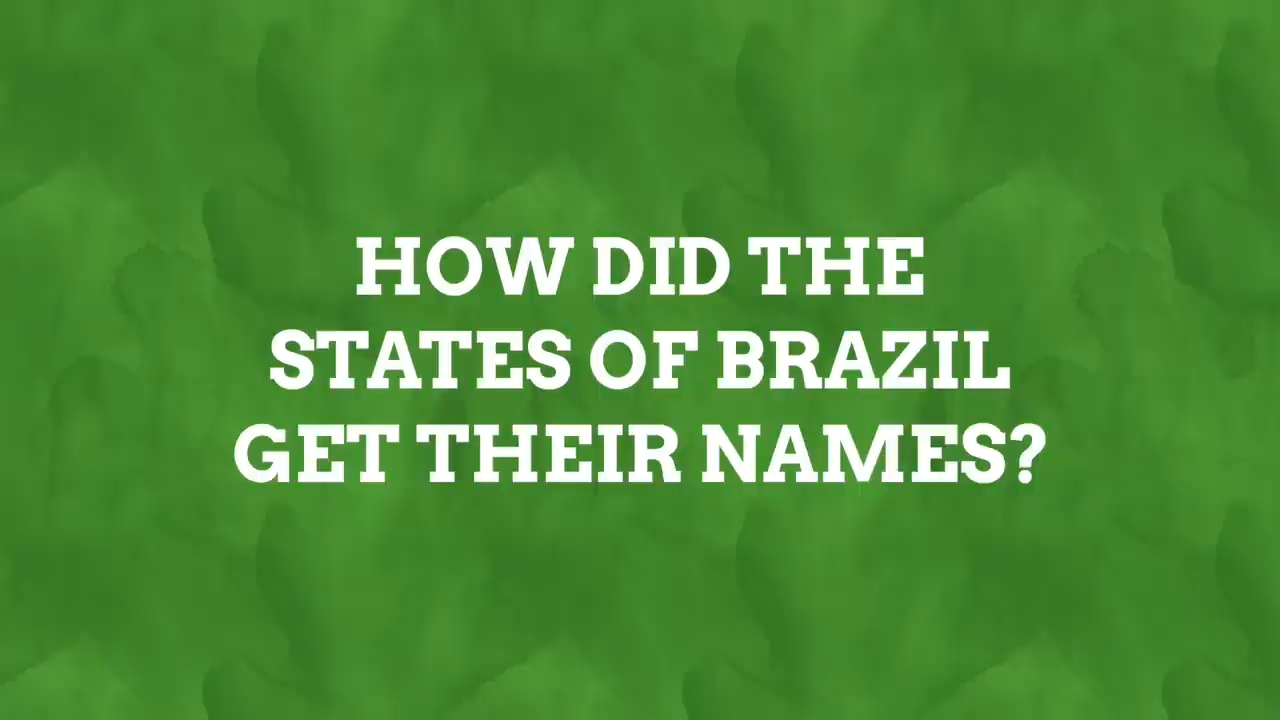 HOW DID THE
STATES OF BRAZIL
GET THEIR NAMES?